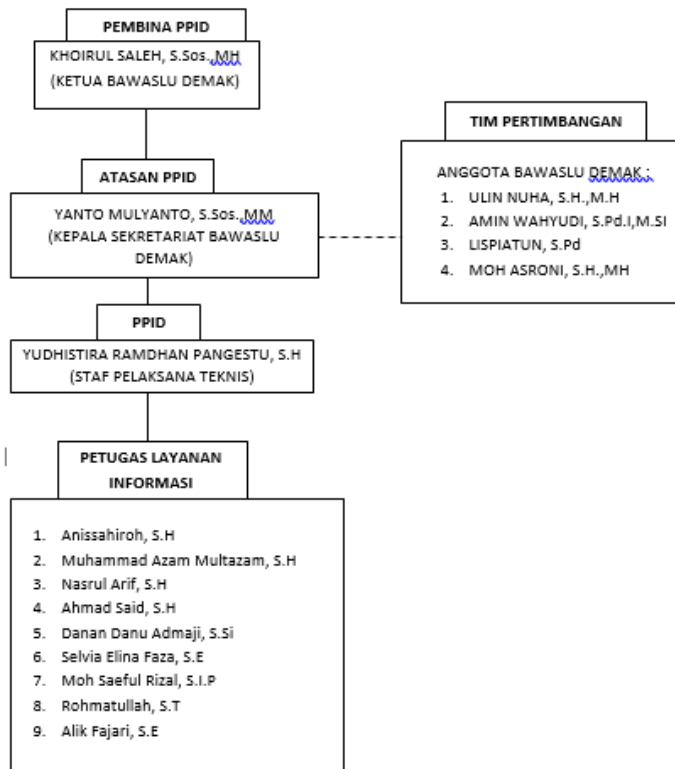 PEMBINA PPID
KHOIRUL SALEH, S.Sos.,MH
(KETUA BAWASLU DEMAK)
TIM PERTIMBANGAN
ANGGOTA BAWASLU DEMAK :
1. ULIN NUHA, S.H.,M.H
2. AMIN WAHYUDI, S.Pd.I,M.SI
3. LISPIATUN, S.Pd
4. MOH ASRONI, S.H.,MH
ATASAN PPID
YANTO MULYANTO, S.Sos.,MM
(KEPALA SEKRETARIAT BAWASLU
DEMAK)
PPID
YUDHISTIRA RAMDHAN PANGESTU, S.H
(STAF PELAKSANA TEKNIS)
PETUGAS LAYANAN
INFORMASI
1. Anissahiroh, S.H
2. Muhammad Azam Multazam, S.H
3. Nasrul Arif, S.H
4. Ahmad Said, S.H
5. Danan Danu Admaji, S.Si
6. Selvia Elina Faza, S.E
7. Moh Saeful Rizal, S.I.P
8. Rohmatullah, S.T
9. Alik Fajari, S.E